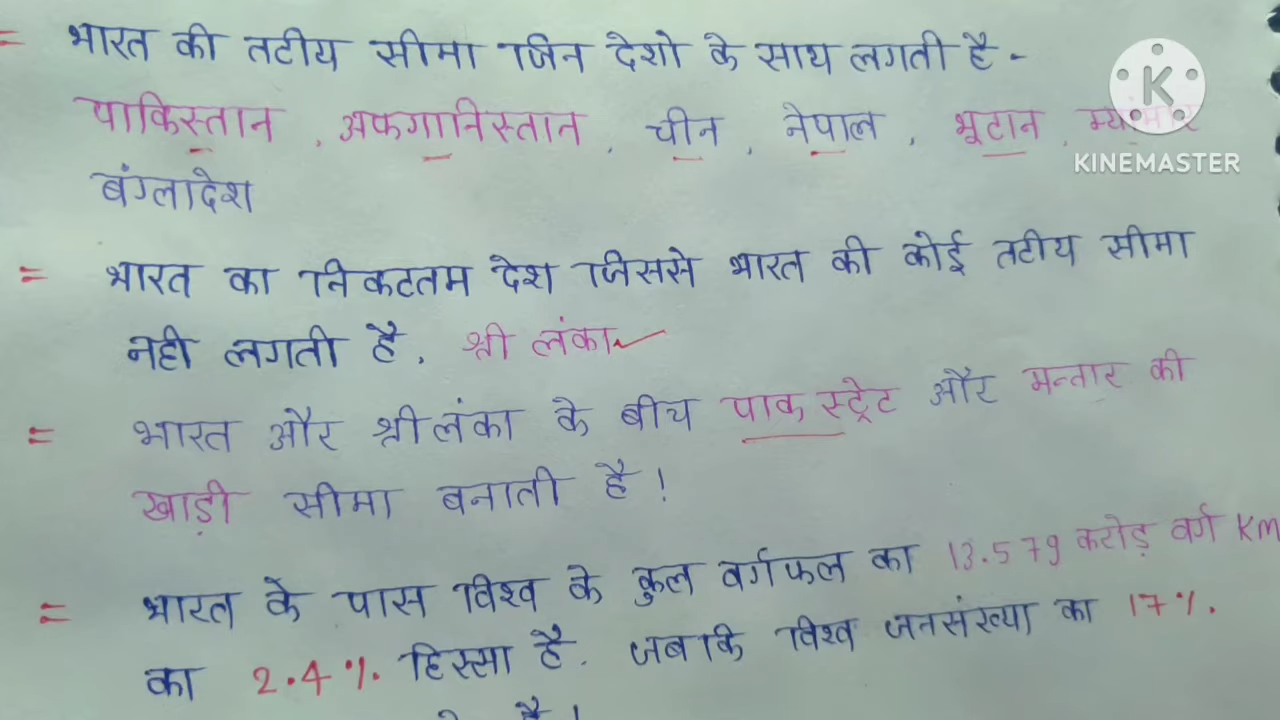 = भारत की तटीय सीमा जिन देशो के साथ लगती है -
पाकिस्तान , अफगानिस्तान , चीन , नेपाल , भूटान ,
बंग्लादेश
= भारत का निकटतम देश जिससे भारत की कोई तटीय सीमा
नही लगती है . श्री लंका
= भारत और श्रीलंका के बीच पाक स्ट्रेट और मन्नार की
खाड़ी सीमा बनाती है !
= भारत के पास विश्व के कुल वर्गफल का 13.579 करोड़ वर्ग KM
का 2.4 %. हिस्सा है . जबकि विश्व जनसंख्या का 17 %.
है !
K
KINEMASTER